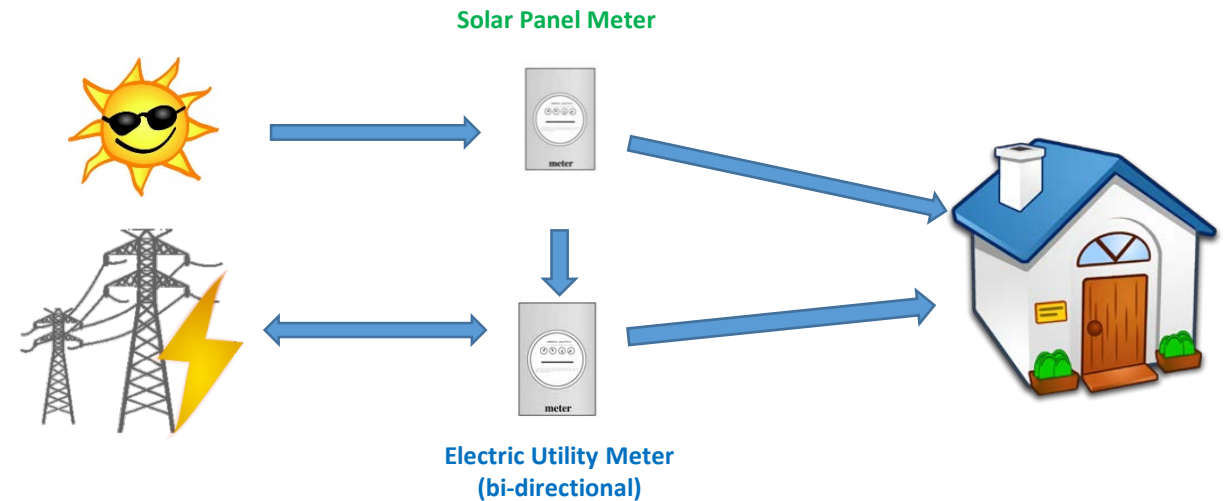 Solar Panel Meter
meter
meter
Electric Utility Meter
(bi-directional)